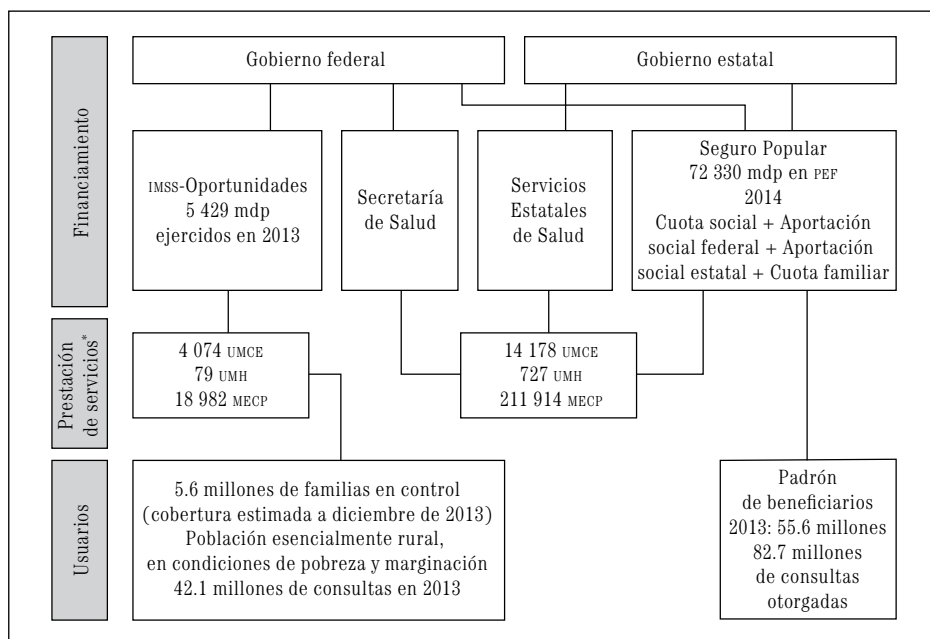 Financiamiento
Gobierno federal
Gobierno estatal
IMSS-Oportunidades
5 429 mdp
ejercidos en 2013
Secretaría
de Salud
Servicios
Estatales
de Salud
Seguro Popular
72 330 mdp en PEF
2014
Cuota social + Aportación
social federal + Aportación
social estatal + Cuota familiar
Prestación
de servicios*
4 074 UMCE
79 UMH
18 982 MECP
14 178 UMCE
727 UMH
211 914 MECP
Usuarios
5.6 millones de familias en control
(cobertura estimada a diciembre de 2013)
Población esencialmente rural,
en condiciones de pobreza y marginación
42.1 millones de consultas en 2013
Padrón
de beneficiarios
2013: 55.6 millones
82.7 millones
de consultas
otorgadas